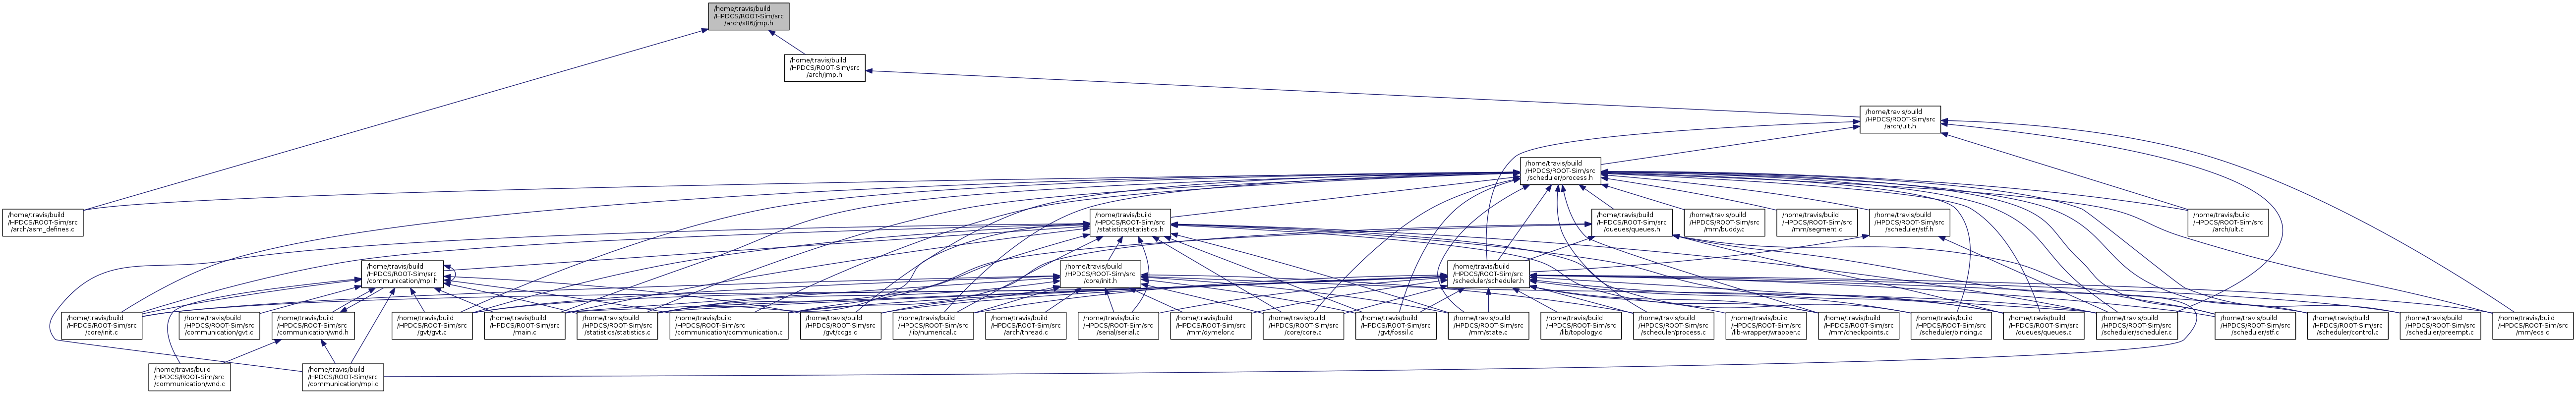 /home/travis/build
/HPDCS/ROOT-Sim/src
/arch/x86/jmp.h
/home/travis/build
/HPDCS/ROOT-Sim/src
/arch/jmp.h
/home/travis/build
/HPDCS/ROOT-Sim/src
/arch/ult.h
/home/travis/build
/HPDCS/ROOT-Sim/src
/scheduler/process.h
/home/travis/build
/HPDCS/ROOT-Sim/src
/arch/asm_defines.c
/home/travis/build
/HPDCS/ROOT-Sim/src
/statistics/statistics.h
/home/travis/build
/HPDCS/ROOT-Sim/src
/queues/queues.h
/home/travis/build
/HPDCS/ROOT-Sim/src
/mm/buddy.c
/home/travis/build
/HPDCS/ROOT-Sim/src
/mm/segment.c
/home/travis/build
/HPDCS/ROOT-Sim/src
/scheduler/stf.h
/home/travis/build
/HPDCS/ROOT-Sim/src
/arch/ult.c
/home/travis/build
/HPDCS/ROOT-Sim/src
/communication/mpi.h
/home/travis/build
/HPDCS/ROOT-Sim/src
/core/init.h
/home/travis/build
/HPDCS/ROOT-Sim/src
/scheduler/scheduler.h
/home/travis/build
/HPDCS/ROOT-Sim/src
/core/init.c
/home/travis/build
/HPDCS/ROOT-Sim/src
/communication/gvt.c
/home/travis/build
/HPDCS/ROOT-Sim/src
/communication/wnd.h
/home/travis/build
/HPDCS/ROOT-Sim/src
/gvt/gvt.c
/home/travis/build
/HPDCS/ROOT-Sim/src
/main.c
/home/travis/build
/HPDCS/ROOT-Sim/src
/statistics/statistics.c
/home/travis/build
/HPDCS/ROOT-Sim/src
/communication/communication.c
/home/travis/build
/HPDCS/ROOT-Sim/src
/gvt/ccgs.c
/home/travis/build
/HPDCS/ROOT-Sim/src
/lib/numerical.c
/home/travis/build
/HPDCS/ROOT-Sim/src
/arch/thread.c
/home/travis/build
/HPDCS/ROOT-Sim/src
/serial/serial.c
/home/travis/build
/HPDCS/ROOT-Sim/src
/mm/dymelor.c
/home/travis/build
/HPDCS/ROOT-Sim/src
/core/core.c
/home/travis/build
/HPDCS/ROOT-Sim/src
/gvt/fossil.c
/home/travis/build
/HPDCS/ROOT-Sim/src
/mm/state.c
/home/travis/build
/HPDCS/ROOT-Sim/src
/lib/topology.c
/home/travis/build
/HPDCS/ROOT-Sim/src
/scheduler/process.c
/home/travis/build
/HPDCS/ROOT-Sim/src
/lib-wrapper/wrapper.c
/home/travis/build
/HPDCS/ROOT-Sim/src
/mm/checkpoints.c
/home/travis/build
/HPDCS/ROOT-Sim/src
/scheduler/binding.c
/home/travis/build
/HPDCS/ROOT-Sim/src
/queues/queues.c
/home/travis/build
/HPDCS/ROOT-Sim/src
/scheduler/scheduler.c
/home/travis/build
/HPDCS/ROOT-Sim/src
/scheduler/stf.c
/home/travis/build
/HPDCS/ROOT-Sim/src
/scheduler/control.c
/home/travis/build
/HPDCS/ROOT-Sim/src
/scheduler/preempt.c
/home/travis/build
/HPDCS/ROOT-Sim/src
/mm/ecs.c
/home/travis/build
/HPDCS/ROOT-Sim/src
/communication/wnd.c
/home/travis/build
/HPDCS/ROOT-Sim/src
/communication/mpi.c